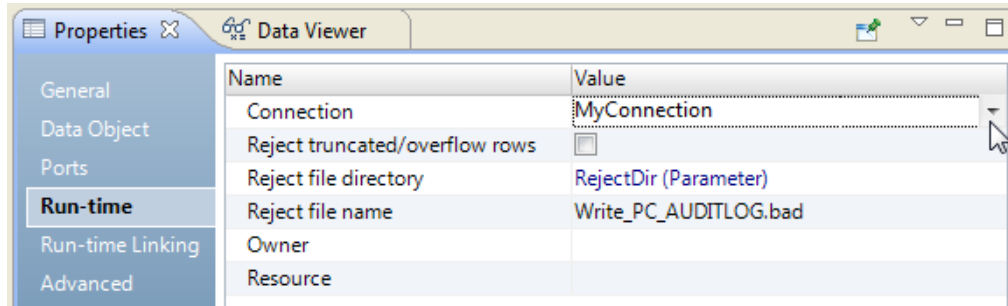 Properties Data Viewer
General
Data Object
Ports
Run-time
Run-time Linking
Advanced
Name Value
Connection MyConnection
Reject truncated/overflow rows
Reject file directory RejectDir (Parameter)
Reject file name Write_PC_AUDITLOG.bad
Owner
Resource